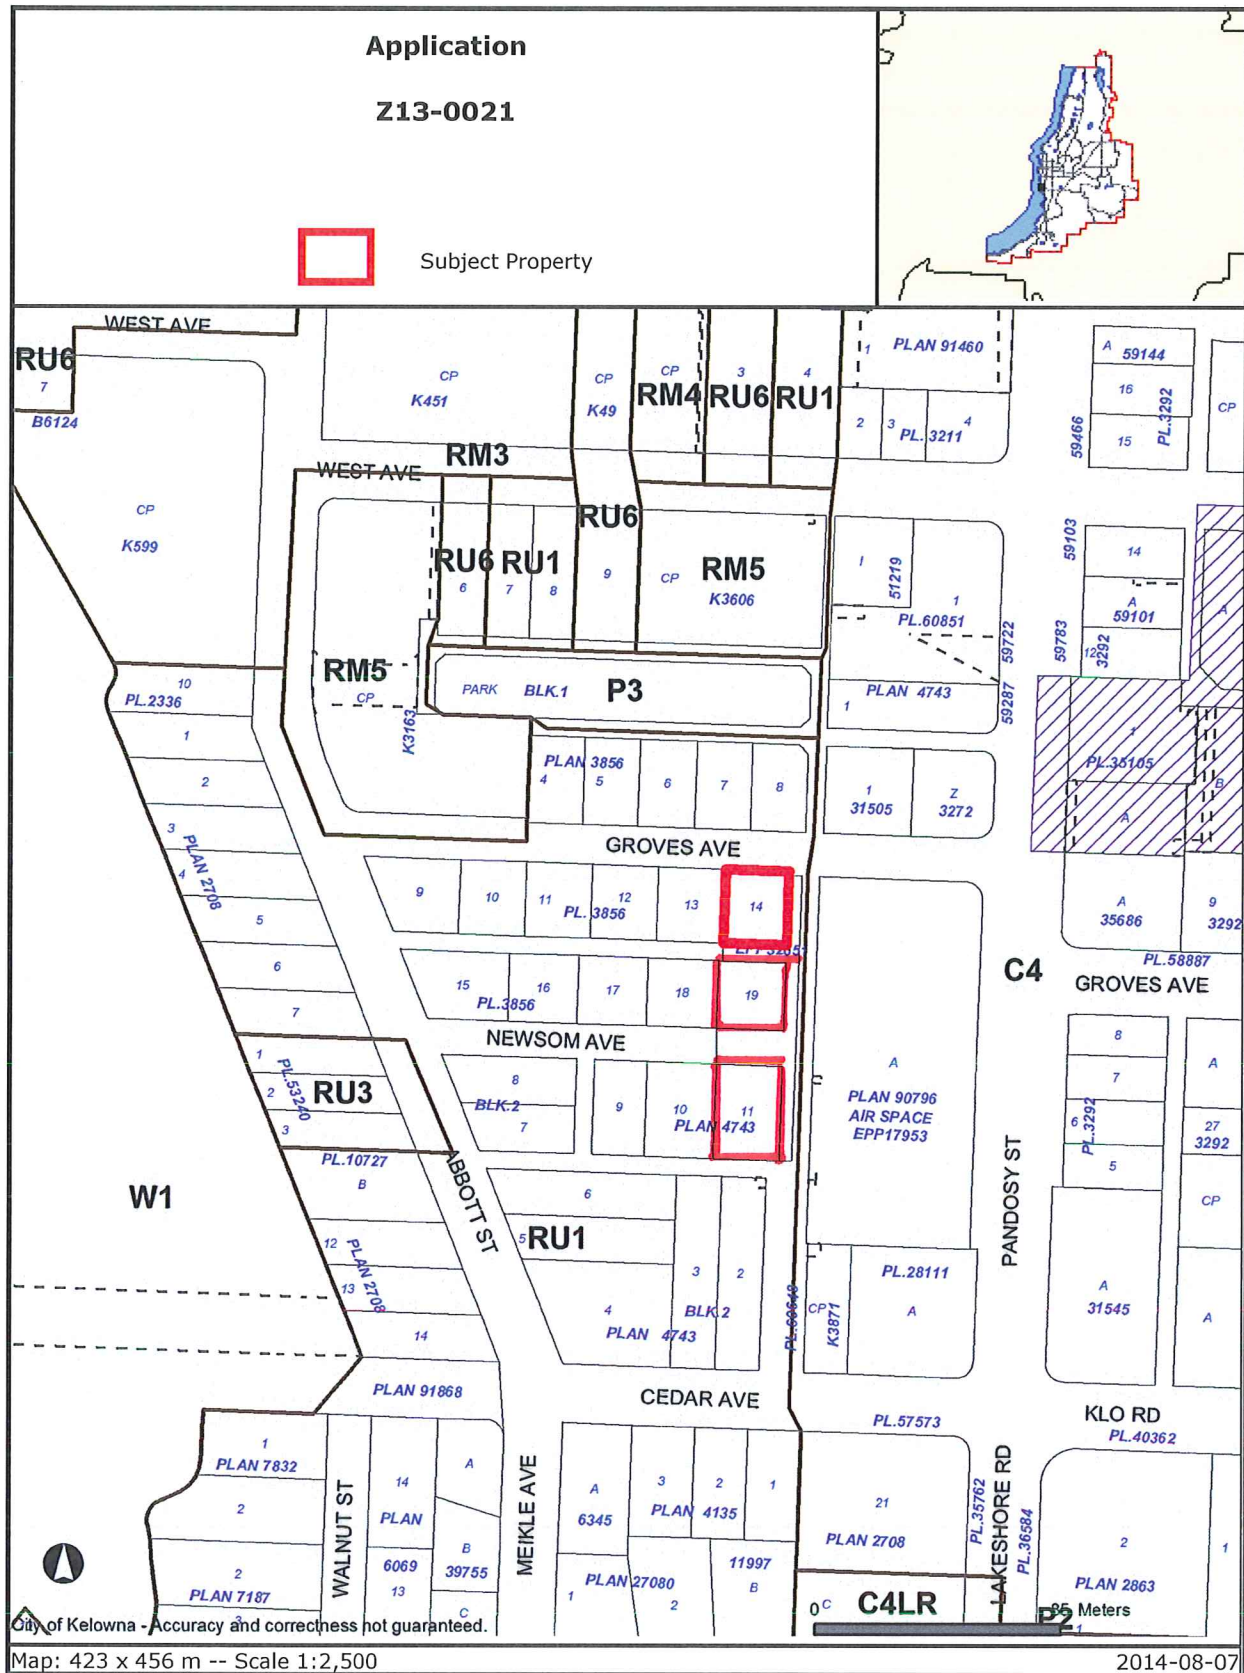 Application
Z13-0021
Subject Property
WEST AVE
RU6
7
B6124
CP
K451
CP
K49
CP
RM4
3
RU6
4
RU1
1
PLAN 91460
2
3
4
PL. 3211
A
59144
16
15
PL.3292
59466
CP
RM3
WEST AVE
CP
K599
RU6
RU6
RU1
6
7
8
9
CP
RM5
K3606
I
51219
1
PL.60851
59722
59103
14
A
59101
59783
12
3292
A
RM5
CP
K3163
PARK
BLK.1
P3
PLAN 4743
1
59287
10
PL.2336
1
2
3
PLAN 2708
4
5
6
7
PLAN 3856
4
5
6
7
8
1
31505
Z
3272
1
PL.35105
B
A
GROVES AVE
9
10
11
12
13
14
PL. 3856
A
35686
9
3292
PL.58887
C4
GROVES AVE
15
16
17
18
19
PL.3856
NEWSOM AVE
8
BLK.2
7
9
10
11
PLAN 4743
A
PLAN 90796
AIR SPACE
EPP17953
8
7
6
PL.3292
5
A
27
3292
CP
1
PL.53240
2
RU3
3
PL.10727
B
W1
ABBOTT ST
6
5
RU1
PANDOSY ST
12
PLAN 2708
13
14
4
3
2
BLK.2
PLAN 4743
PL.28111
A
CP
K3871
A
31545
A
PLAN 91868
CEDAR AVE
PL.57573
KLO RD
PL.40362
1
PLAN 7832
2
2
PLAN 7187
3
WALNUT ST
14
PLAN
6069
13
A
B
39755
C
MEIKLE AVE
A
6345
3
2
1
PLAN 4135
11997
B
PLAN 27080
1
2
21
PLAN 2708
PL.35762
LAKESHORE RD
PL.36584
2
PLAN 2863
1
C
C4LR
P2
1
0
85 Meters
City of Kelowna - Accuracy and correctness not guaranteed.
Map: 423 x 456 m -- Scale 1:2,500
2014-08-07